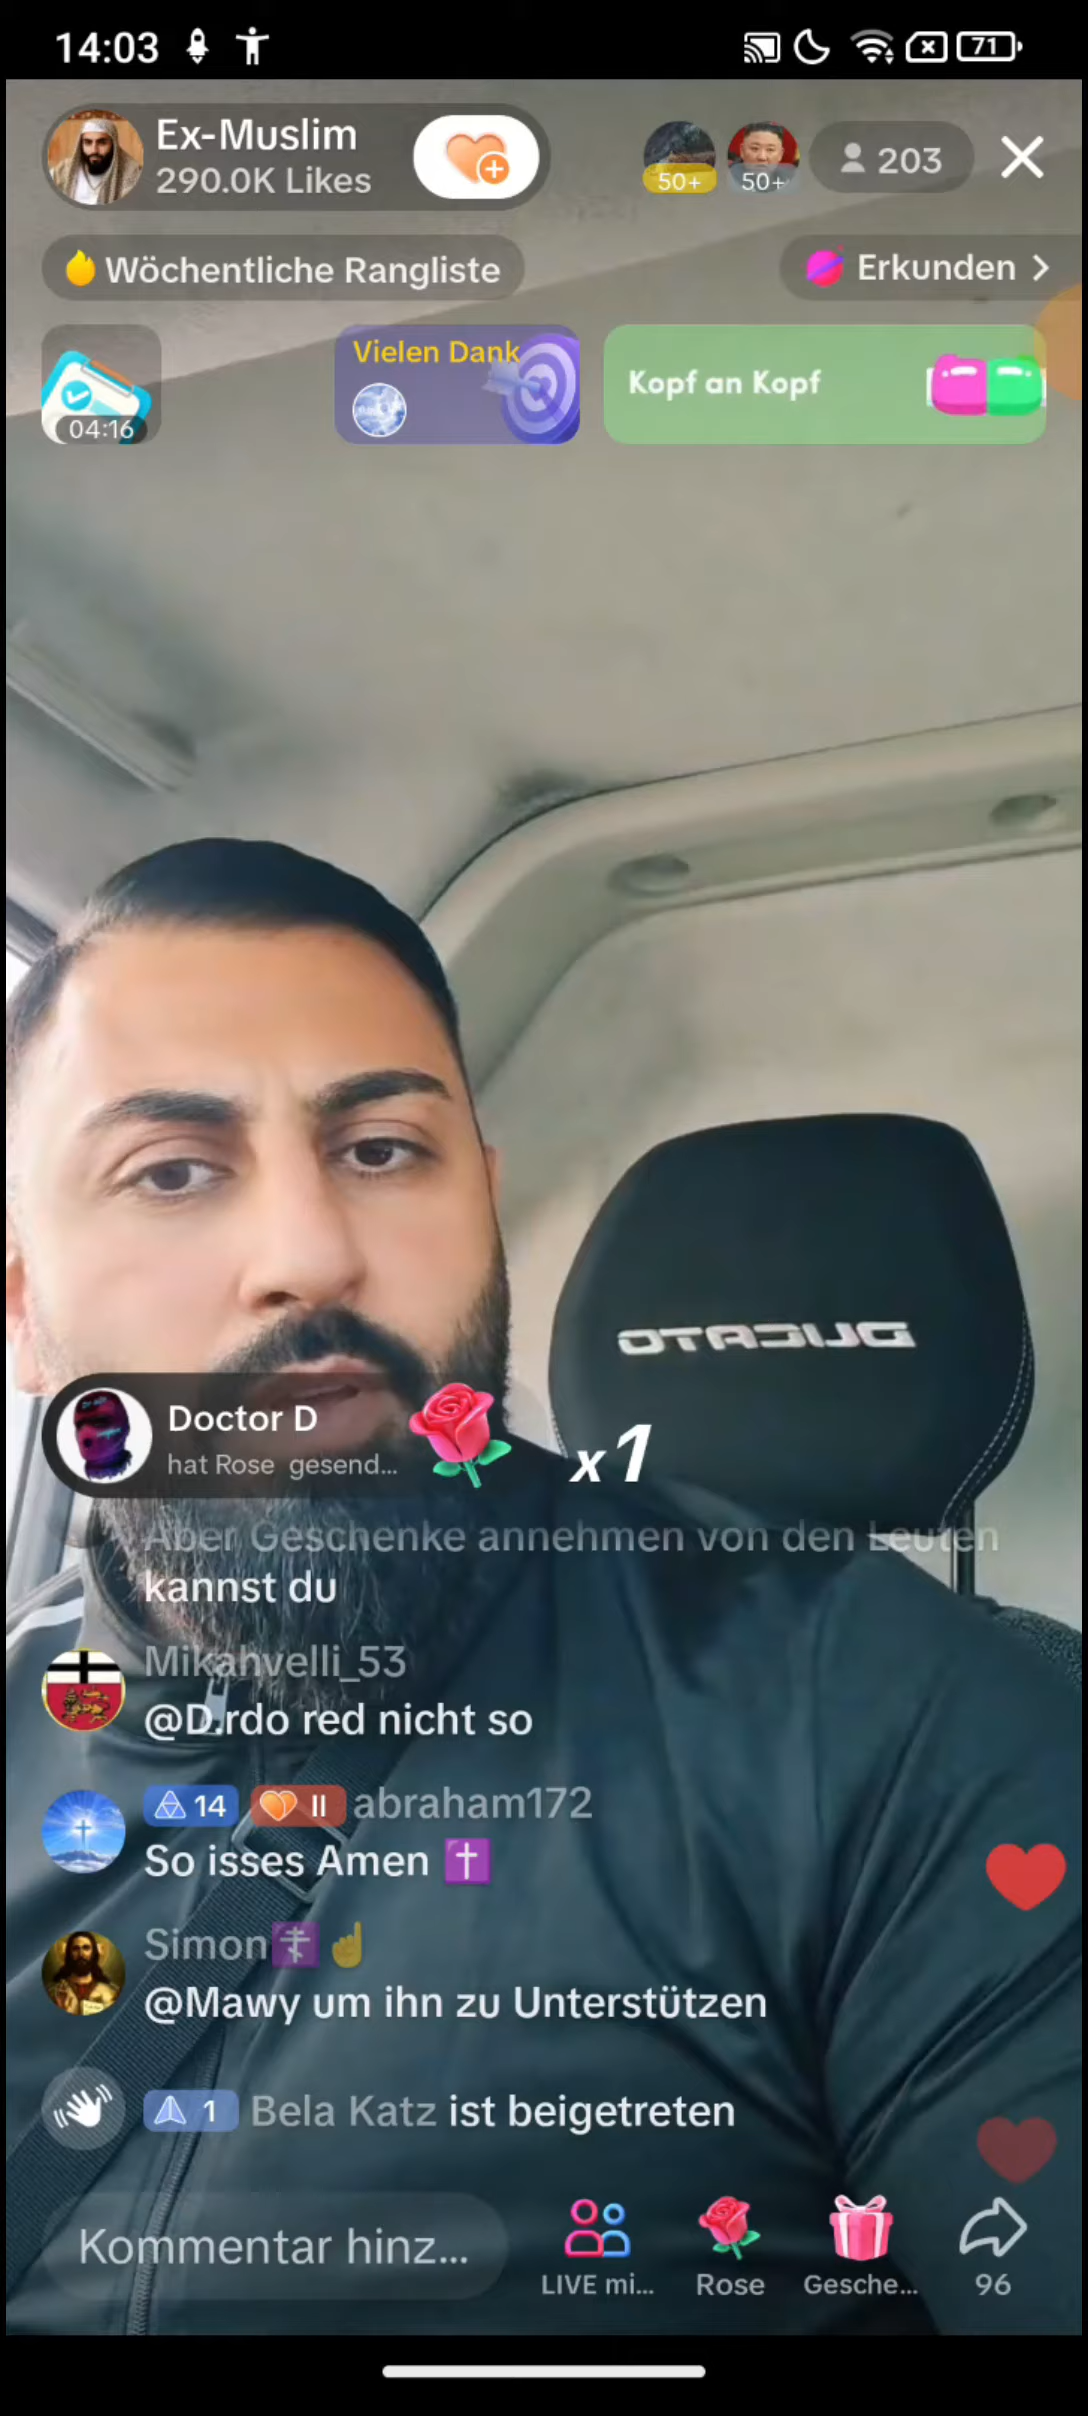 14:03
71
Ex-Muslim
290.0K Likes
50+
50+
203
Wöchentliche Rangliste
Erkunden
04:16
Vielen Dank
Kopf an Kopf
DUCATO
Doctor D
hat Rose gesend...
x1
Aber Geschenke annehmen von den Leuten
kannst du
Mikahvelli_53
@D.rdo red nicht so
14 II abraham172
So isses Amen ✝️
Simon☦️☝️
@Mawy um ihn zu Unterstützen
1 Bela Katz ist beigetreten
Kommentar hinz...
LIVE mi...
Rose
Gesche...
96